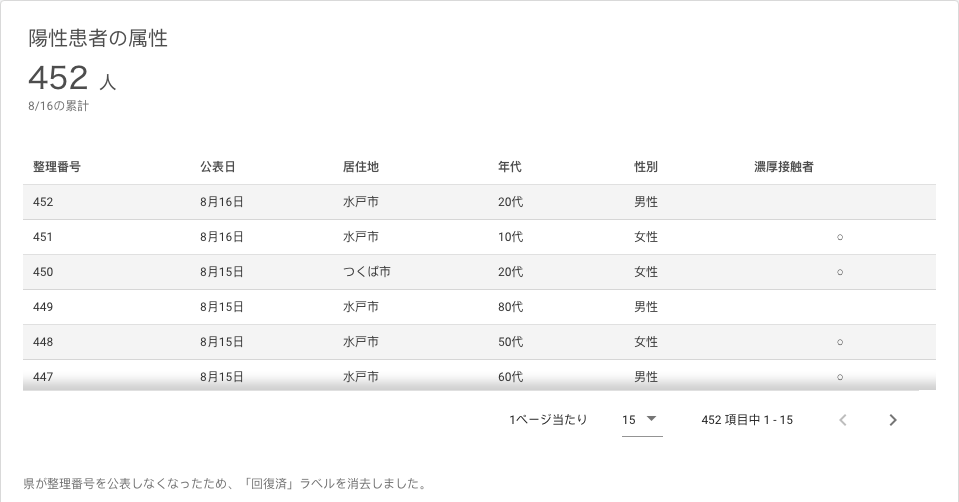 陽性患者の属性
452 人
8/16の累計
整理番号 公表日 居住地 年代 性別 濃厚接触者
452 8月16日 水戸市 20代 男性
451 8月16日 水戸市 10代 女性 ○
450 8月15日 つくば市 20代 女性 ○
449 8月15日 水戸市 80代 男性
448 8月15日 水戸市 50代 女性 ○
447 8月15日 水戸市 60代 男性 ○
1ページ当たり 15 452 項目中 1 - 15
県が整理番号を公表しなくなったため、「回復済」ラベルを消去しました。